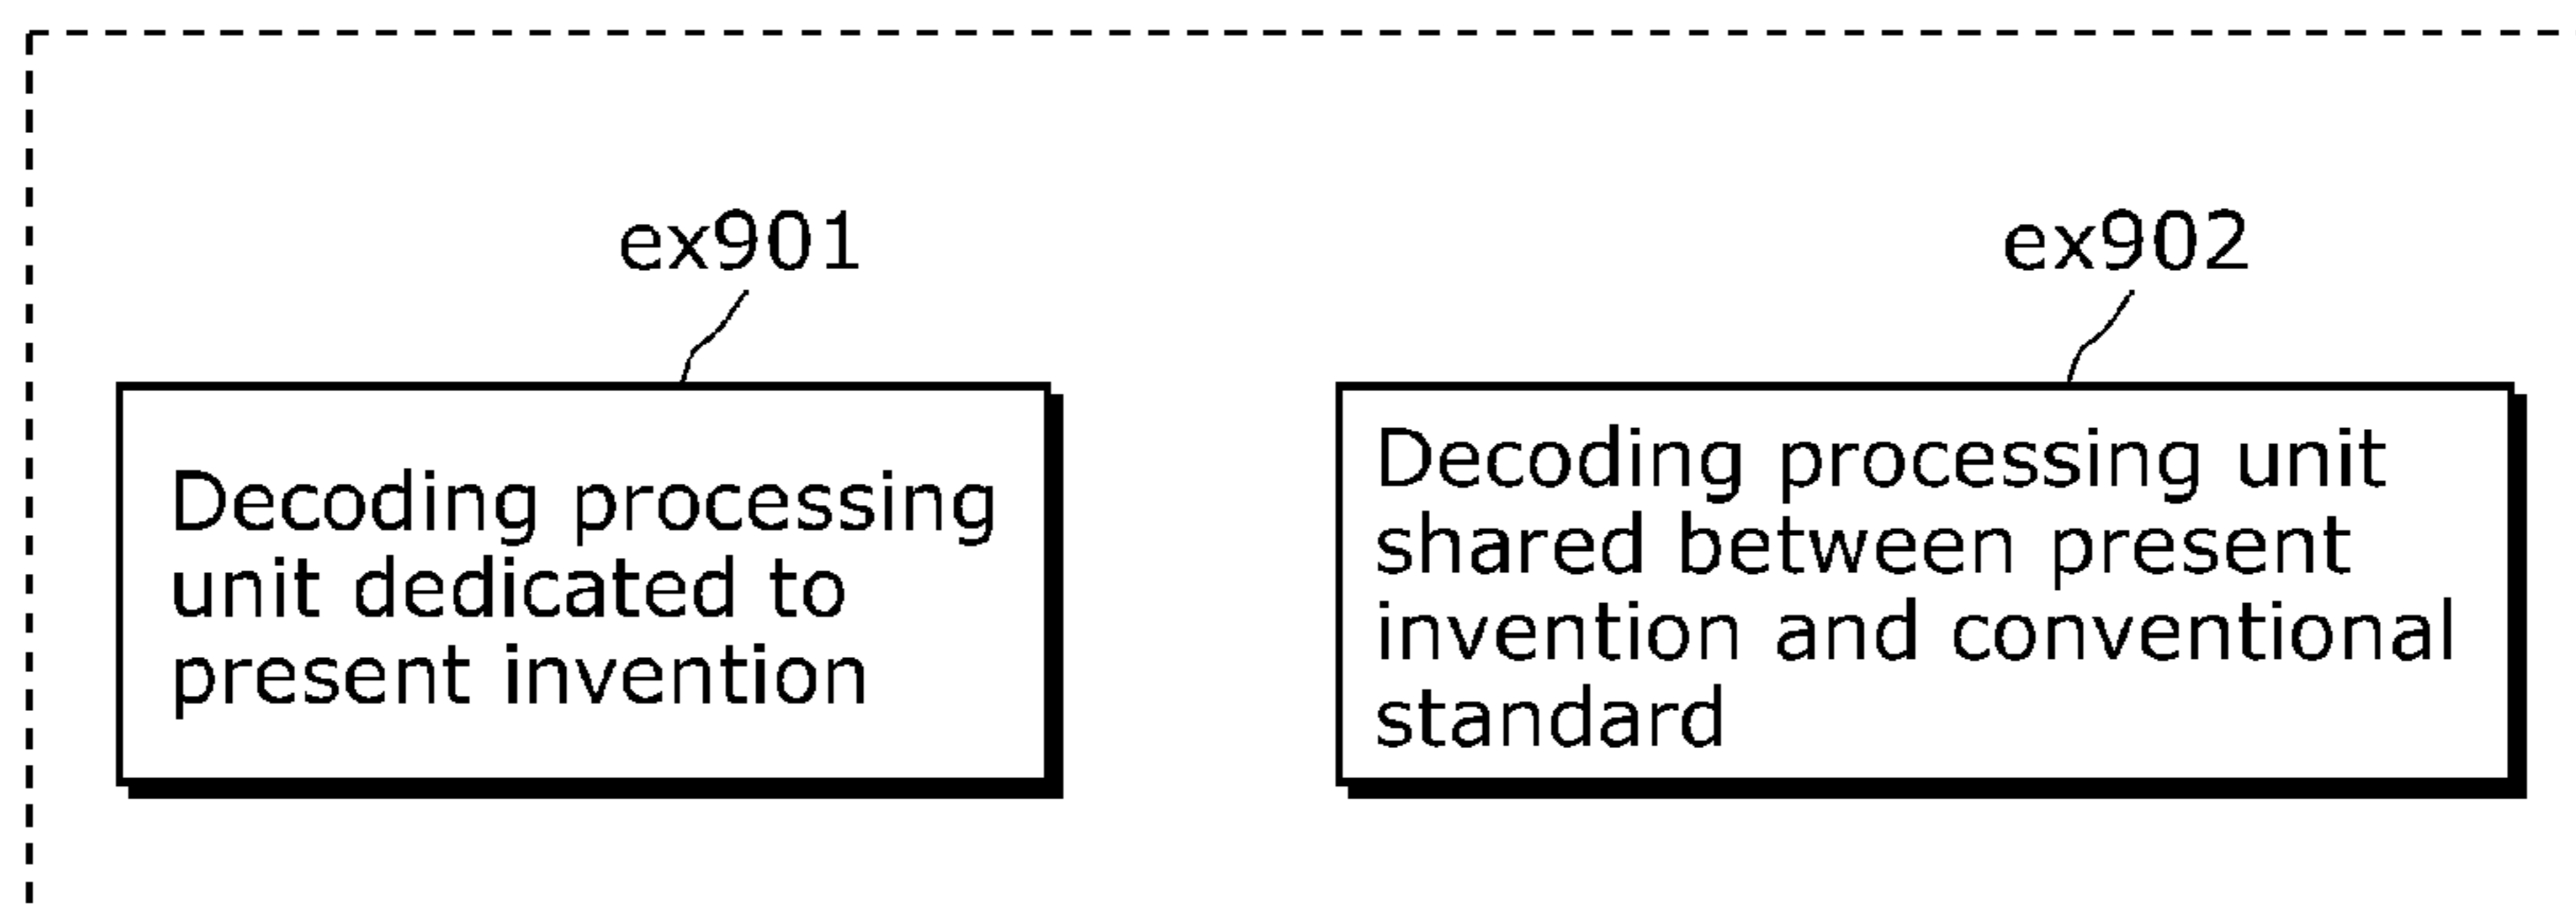 ex901
Decoding processing
unit dedicated to
present invention
ex902
Decoding processing unit
shared between present
invention and conventional
standard